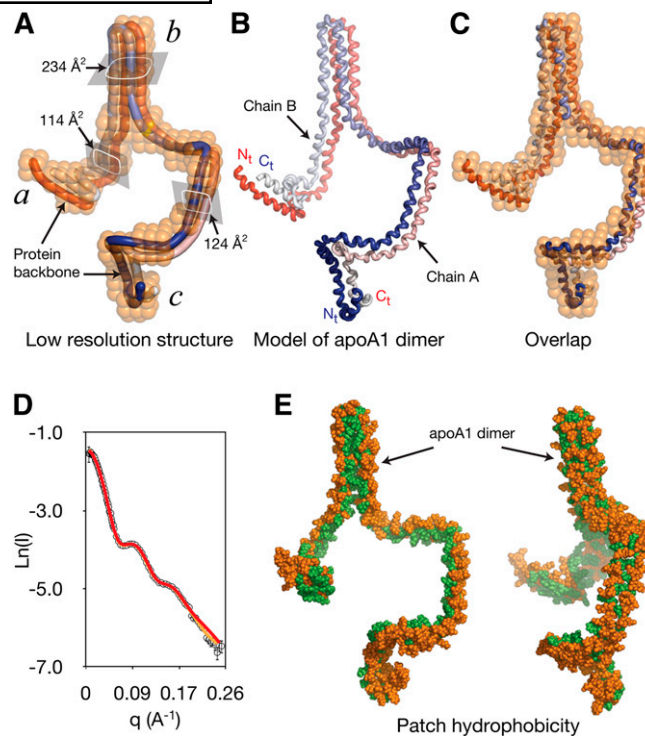 A
b
234 Å²
114 Å²
a
124 Å²
Protein
backbone
c
Low resolution structure
B
Chain B
Nt
Ct
Chain A
Nt
Ct
Model of apoA1 dimer
C
Overlap
D
-1.0
-3.0
-5.0
-7.0
Ln(I)
0 0.09 0.17 0.26
q (A⁻¹)
E
apoA1 dimer
Patch hydrophobicity